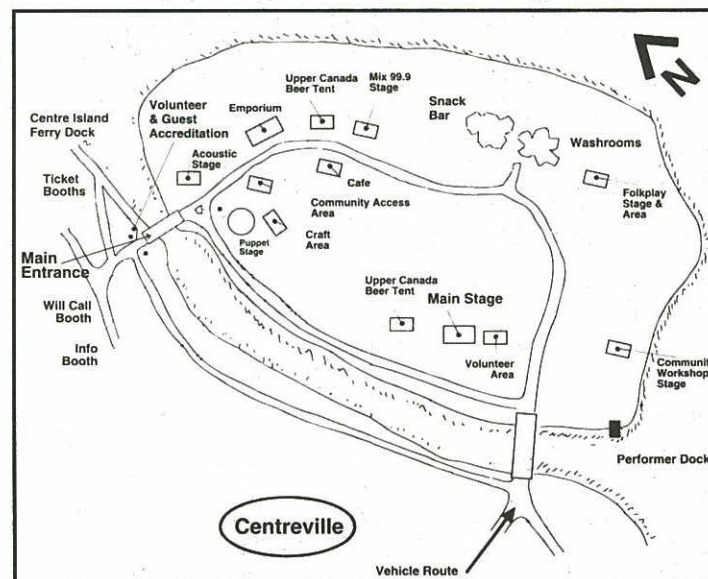 Centre Island
Ferry Dock
Volunteer
& Guest
Accreditation
Emporium
Upper Canada
Beer Tent
Mix 99.9
Stage
Snack
Bar
N
Washrooms
Ticket
Booths
Acoustic
Stage
Cafe
Community Access
Area
Folkplay
Stage &
Area
Main
Entrance
Puppet
Stage
Craft
Area
Will Call
Booth
Info
Booth
Upper Canada
Beer Tent
Main Stage
Volunteer
Area
Workshop
Stage
Performer Dock
Centreville
Vehicle Route